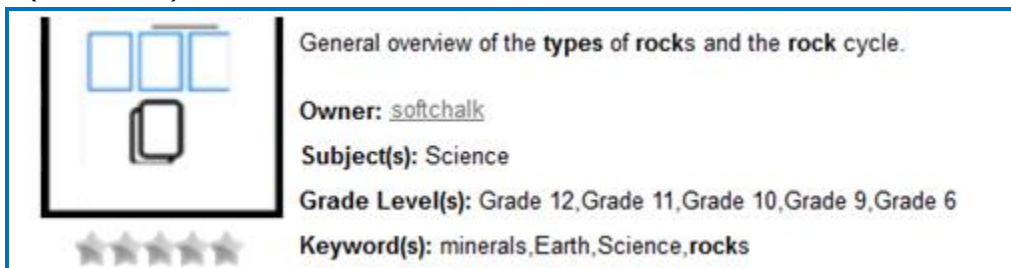 General overview of the types of rocks and the rock cycle.
Owner: softchalk
Subject(s): Science
Grade Level(s): Grade 12,Grade 11,Grade 10,Grade 9,Grade 6
Keyword(s): minerals,Earth,Science,rocks